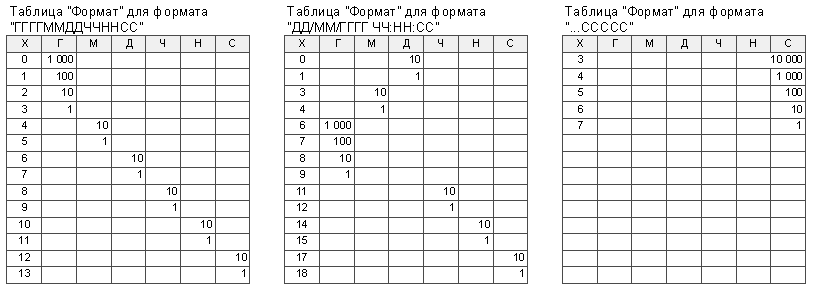 Таблица "Формат" для формата
"ГГГГММДДЧЧННСС"
Х Г М Д Ч Н С
0 1 000
1 100
2 10
3 1
4 10
5 1
6 10
7 1
8 10
9 1
10 10
11 1
12 10
13 1
Таблица "Формат" для формата
"ДД/ММ/ГГГГ ЧЧ:НН:СС"
Х Г М Д Ч Н С
0 10
1 1
3 10
4 1
6 1 000
7 100
8 10
9 1
11 10
12 1
14 10
15 1
17 10
18 1
Таблица "Формат" для формата
"...ССССС"
Х Г М Д Ч Н С
3 10 000
4 1 000
5 100
6 10
7 1